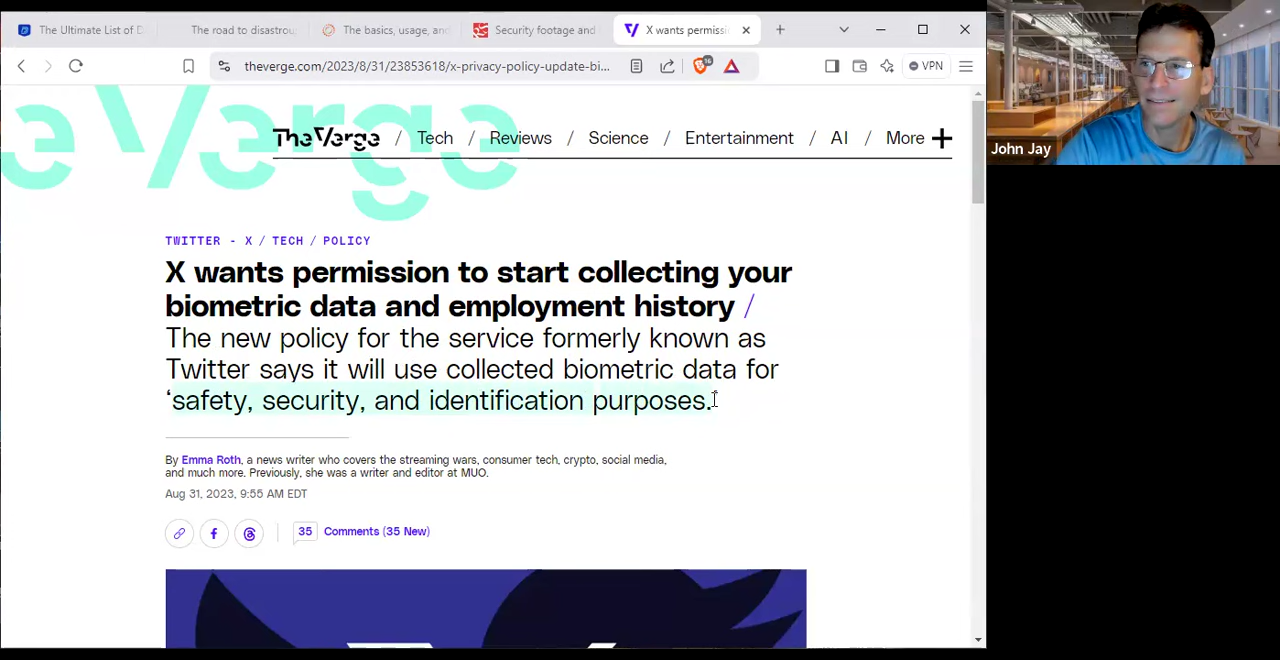 The Ultimate List of D
The road to disastrou
The basics, usage, and
Security footage and
X wants permissi
theverge.com/2023/8/31/23853618/x-privacy-policy-update-bi...
16
VPN
e Verge
The Verge / Tech / Reviews / Science / Entertainment / AI / More +
TWITTER - X / TECH / POLICY
X wants permission to start collecting your
biometric data and employment history /
The new policy for the service formerly known as
Twitter says it will use collected biometric data for
‘safety, security, and identification purposes.’
By Emma Roth, a news writer who covers the streaming wars, consumer tech, crypto, social media,
and much more. Previously, she was a writer and editor at MUO.
Aug 31, 2023, 9:55 AM EDT
35 Comments (35 New)
John Jay